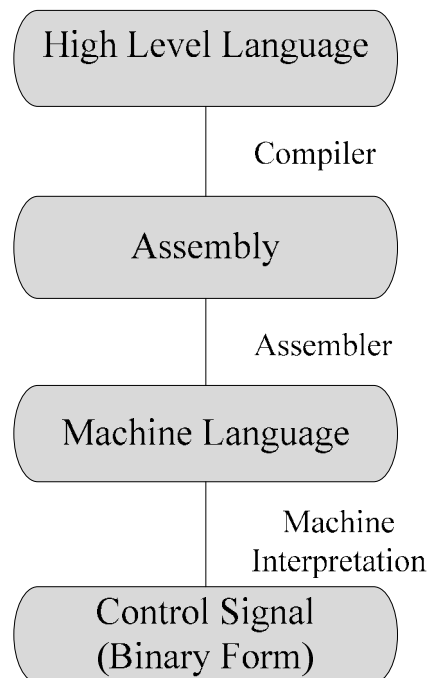 High Level Language
Compiler
Assembly
Assembler
Machine Language
Machine
Interpretation
Control Signal
(Binary Form)